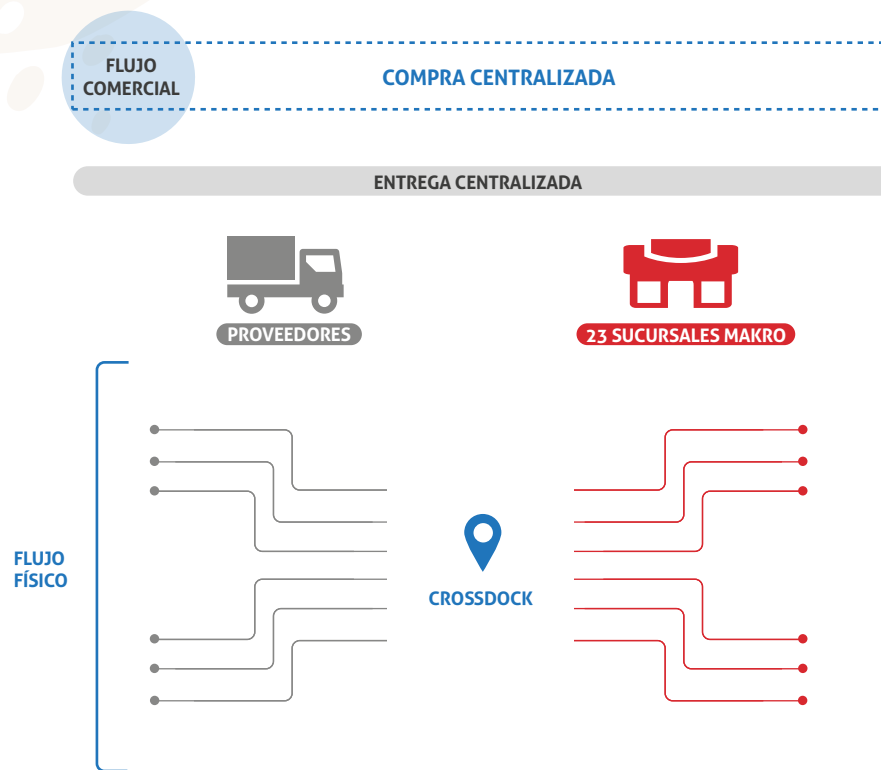 FLUJO
COMERCIAL
COMPRA CENTRALIZADA
ENTREGA CENTRALIZADA
PROVEEDORES
23 SUCURSALES MAKRO
FLUJO
FÍSICO
CROSSDOCK